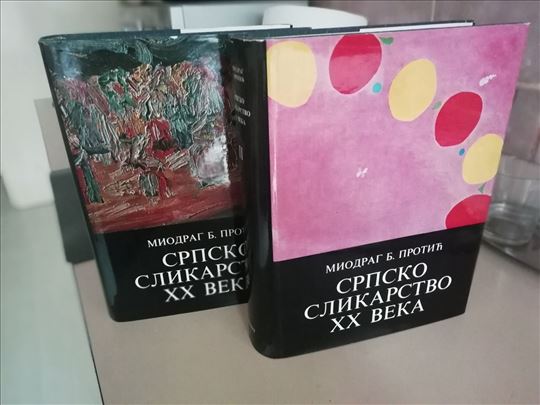 МИОДРАГ Б. ПРОТИЋ
СРПСКО
СЛИКАРСТВО
XX ВЕКА
МИОДРАГ Б. ПРОТИЋ
СРПСКО
СЛИКАРСТВО
XX ВЕКА